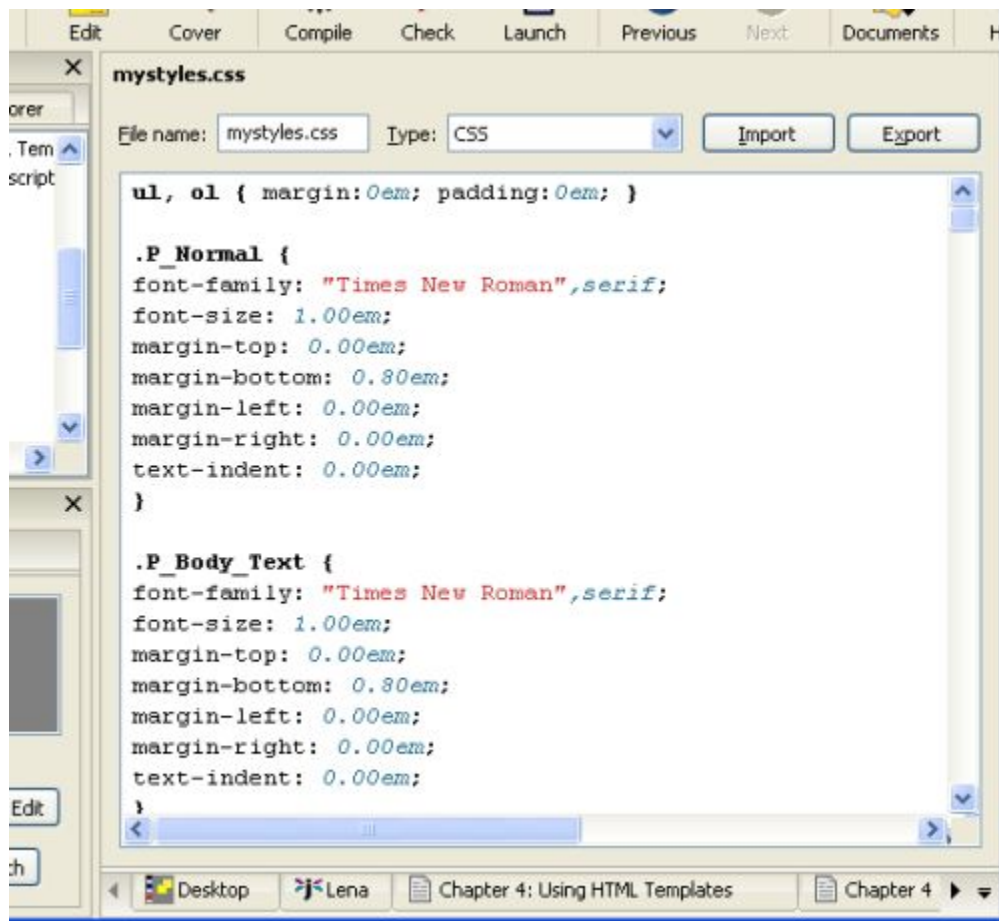 Edit Cover Compile Check Launch Previous Next Documents
mystyles.css
orer
File name: mystyles.css Type: CSS Import Export
Tem
script
ul, ol { margin:0em; padding:0em; }
.P_Normal {
font-family: "Times New Roman",serif;
font-size: 1.00em;
margin-top: 0.00em;
margin-bottom: 0.80em;
margin-left: 0.00em;
margin-right: 0.00em;
text-indent: 0.00em;
}
.P_Body_Text {
font-family: "Times New Roman",serif;
font-size: 1.00em;
margin-top: 0.00em;
margin-bottom: 0.80em;
margin-left: 0.00em;
margin-right: 0.00em;
text-indent: 0.00em;
}
Edit
ch
Desktop Lena Chapter 4: Using HTML Templates Chapter 4